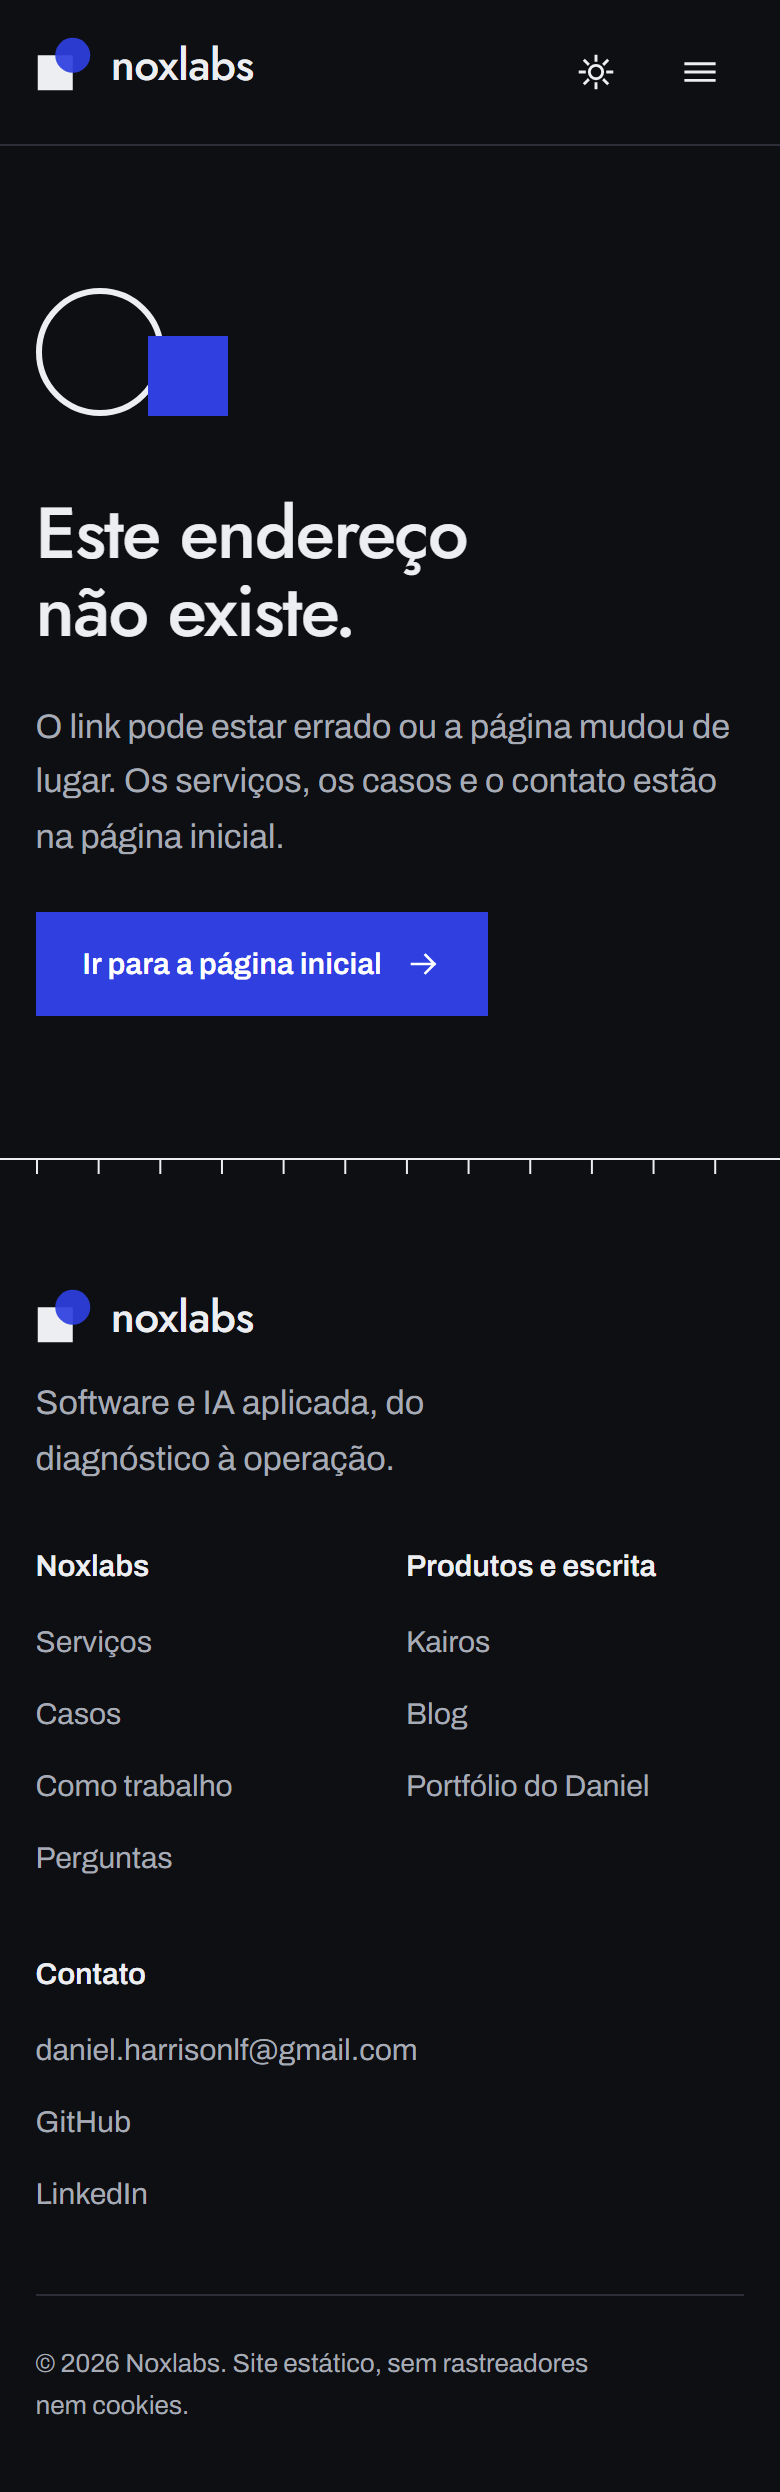 noxlabs
Este endereço
não existe.
O link pode estar errado ou a página mudou de
lugar. Os serviços, os casos e o contato estão
na página inicial.
Ir para a página inicial
noxlabs
Software e IA aplicada, do
diagnóstico à operação.
Noxlabs
Serviços
Casos
Como trabalho
Perguntas
Produtos e escrita
Kairos
Blog
Portfólio do Daniel
Contato
daniel.harrisonlf@gmail.com
GitHub
LinkedIn
© 2026 Noxlabs. Site estático, sem rastreadores
nem cookies.